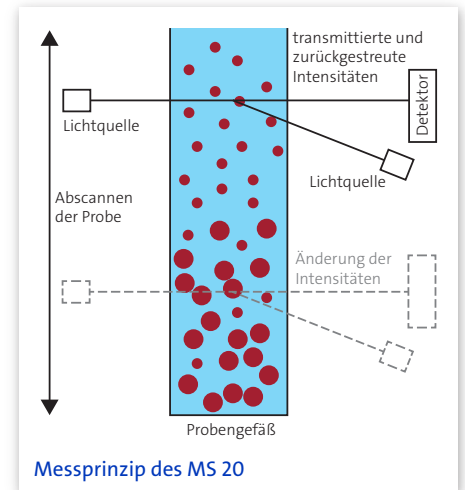 transmittierte und
zurückgestreute
Intensitäten
Detektor
Lichtquelle
Lichtquelle
Abscannen
der Probe
Änderung der
Intensitäten
Probengefäß
Messprinzip des MS 20